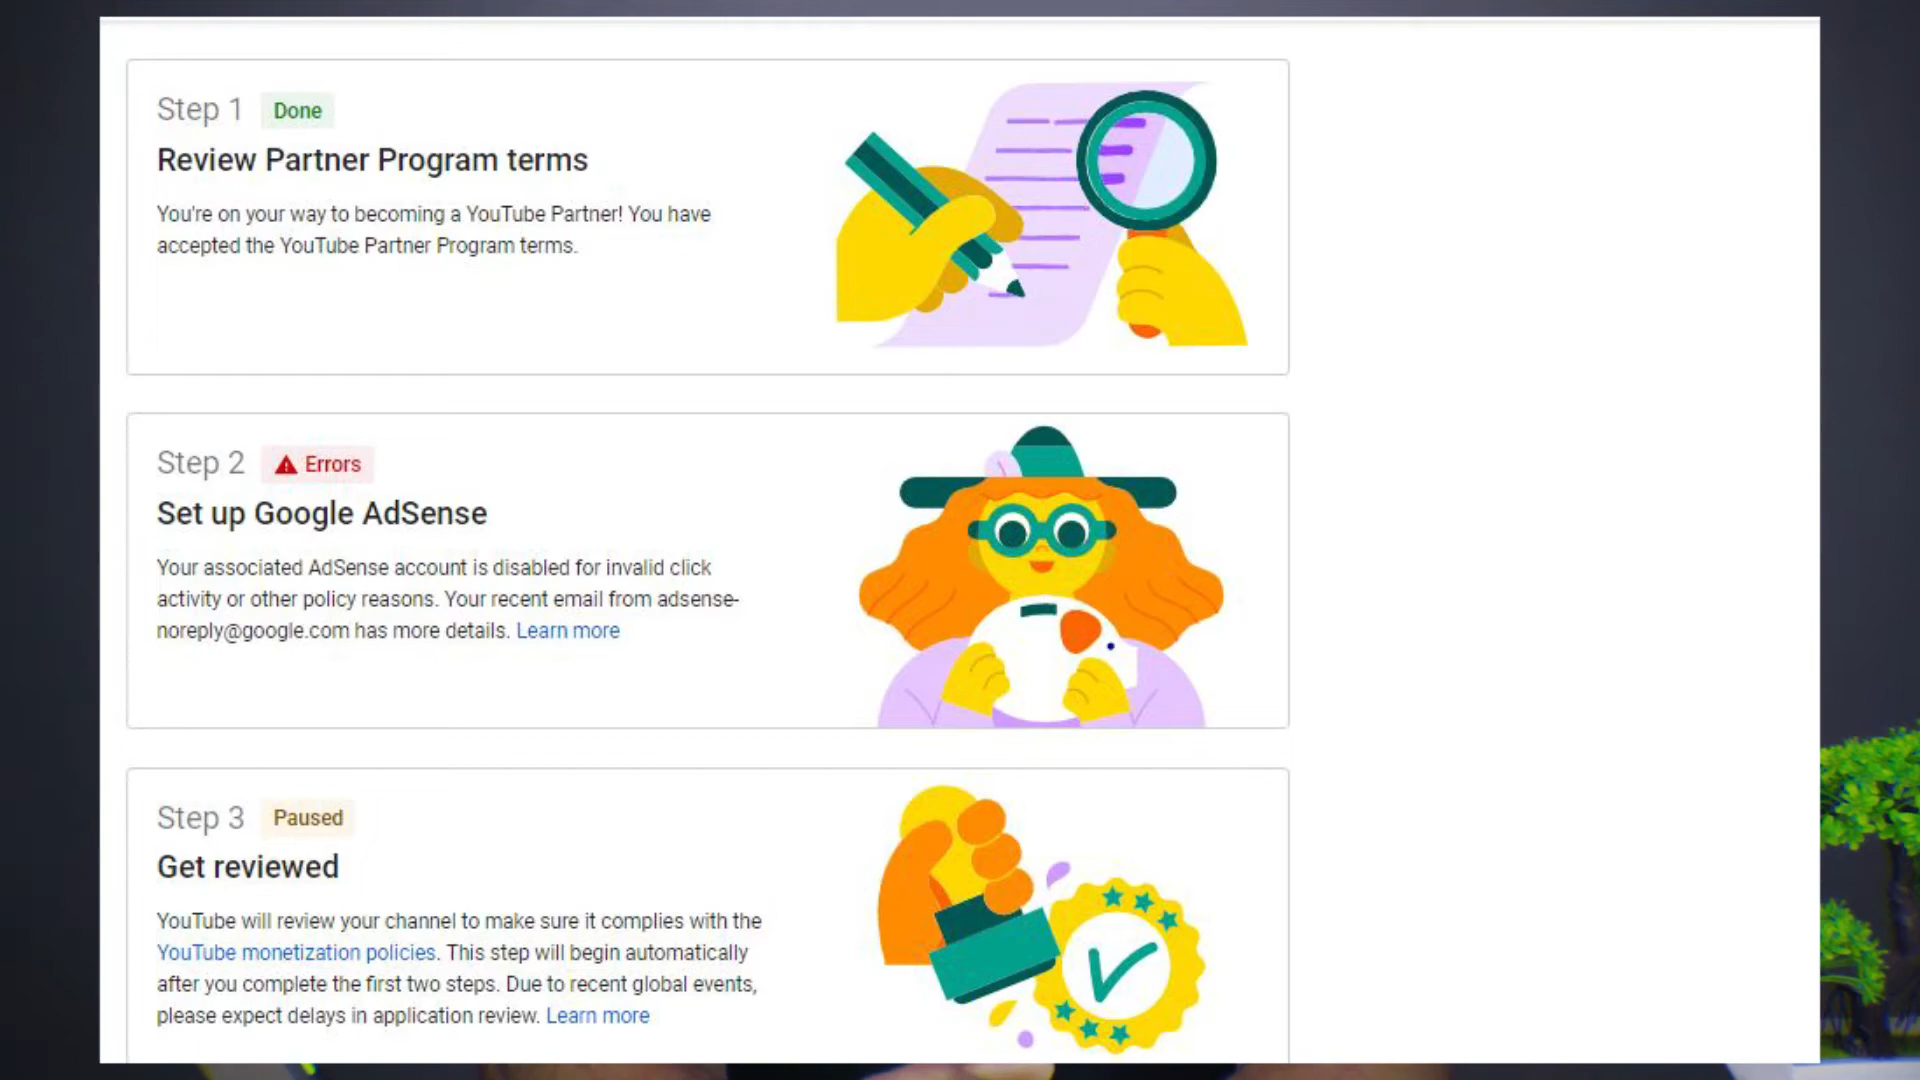 Step 1 Done
Review Partner Program terms
You're on your way to becoming a YouTube Partner! You have
accepted the YouTube Partner Program terms.
Step 2 Errors
Set up Google AdSense
Your associated AdSense account is disabled for invalid click
activity or other policy reasons. Your recent email from adsense-
noreply@google.com has more details. Learn more
Step 3 Paused
Get reviewed
YouTube will review your channel to make sure it complies with the
YouTube monetization policies. This step will begin automatically
after you complete the first two steps. Due to recent global events,
please expect delays in application review. Learn more